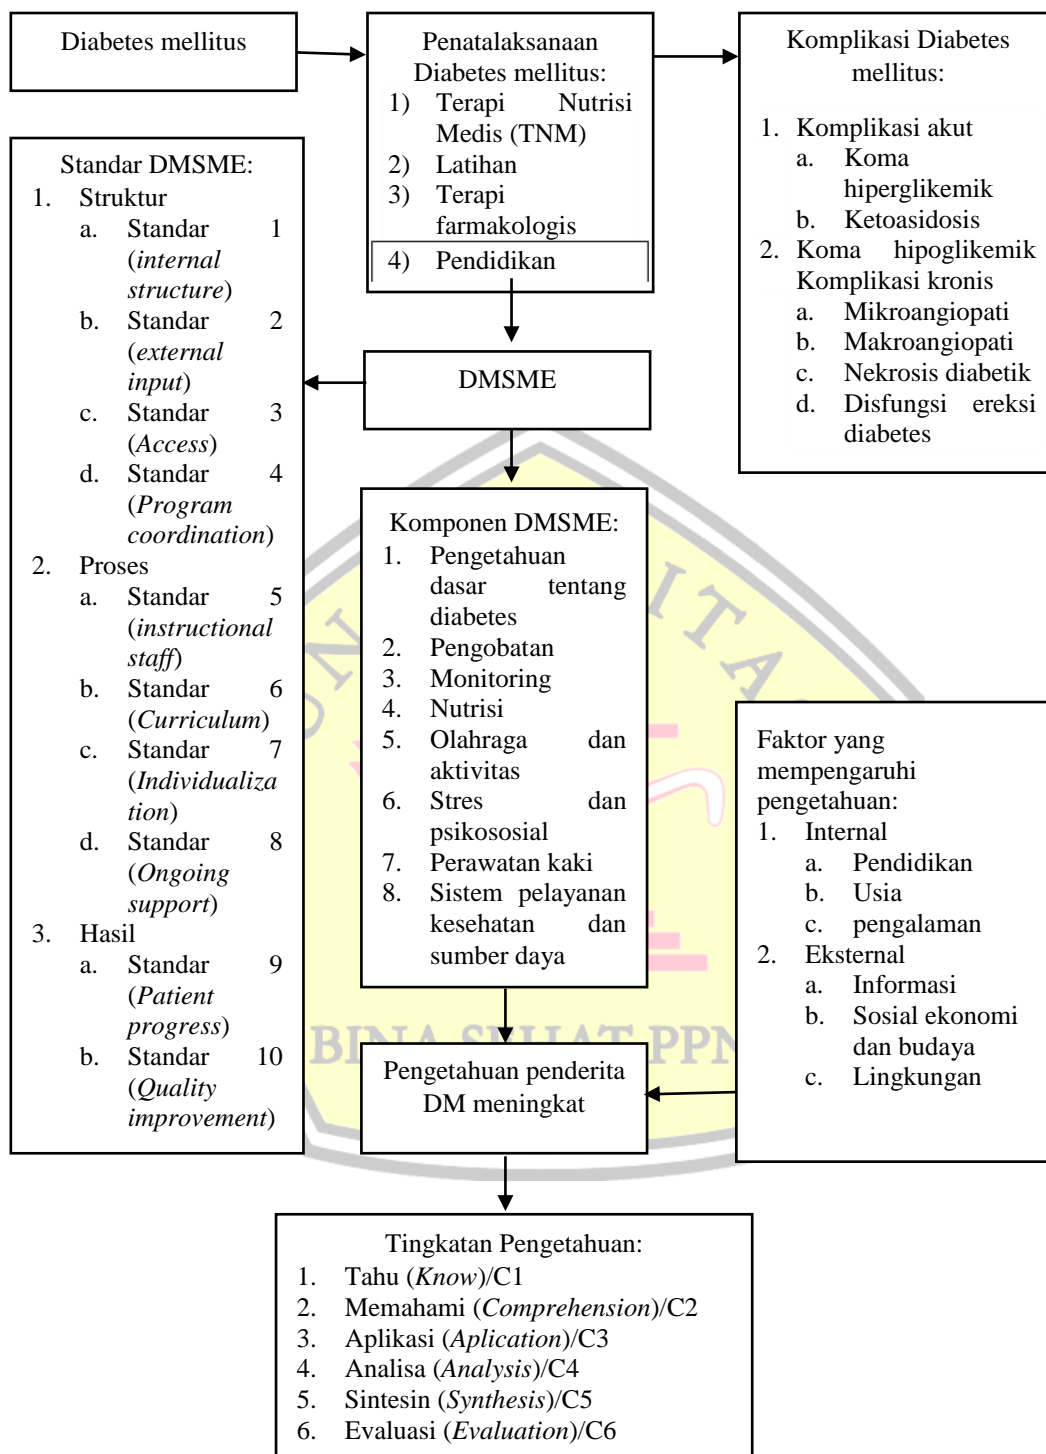 Diabetes mellitus
Penatalaksanaan
Diabetes mellitus:
1) Terapi Nutrisi
Medis (TNM)
2) Latihan
3) Terapi
farmakologis
4) Pendidikan
Komplikasi Diabetes
mellitus:
1. Komplikasi akut
a. Koma
hiperglikemik
b. Ketoasidosis
2. Koma hipoglikemik
Komplikasi kronis
a. Mikroangiopati
b. Makroangiopati
c. Nekrosis diabetik
d. Disfungsi ereksi
diabetes
Standar DMSME:
1. Struktur
a. Standar 1
(internal
structure)
b. Standar 2
(external
input)
c. Standar 3
(Access)
d. Standar 4
(Program
coordination)
2. Proses
a. Standar 5
(instructional
staff)
b. Standar 6
(Curriculum)
c. Standar 7
(Individualiza
tion)
d. Standar 8
(Ongoing
support)
3. Hasil
a. Standar 9
(Patient
progress)
b. Standar 10
(Quality
improvement)
DMSME
Komponen DMSME:
1. Pengetahuan
dasar tentang
diabetes
2. Pengobatan
3. Monitoring
4. Nutrisi
5. Olahraga dan
aktivitas
6. Stres dan
psikososial
7. Perawatan kaki
8. Sistem pelayanan
kesehatan dan
sumber daya
Faktor yang
mempengaruhi
pengetahuan:
1. Internal
a. Pendidikan
b. Usia
c. pengalaman
2. Eksternal
a. Informasi
b. Sosial ekonomi
dan budaya
c. Lingkungan
BINA SEHAT PPN
Pengetahuan penderita
DM meningkat
Tingkatan Pengetahuan:
1. Tahu (Know)/C1
2. Memahami (Comprehension)/C2
3. Aplikasi (Aplication)/C3
4. Analisa (Analysis)/C4
5. Sintesin (Synthesis)/C5
6. Evaluasi (Evaluation)/C6